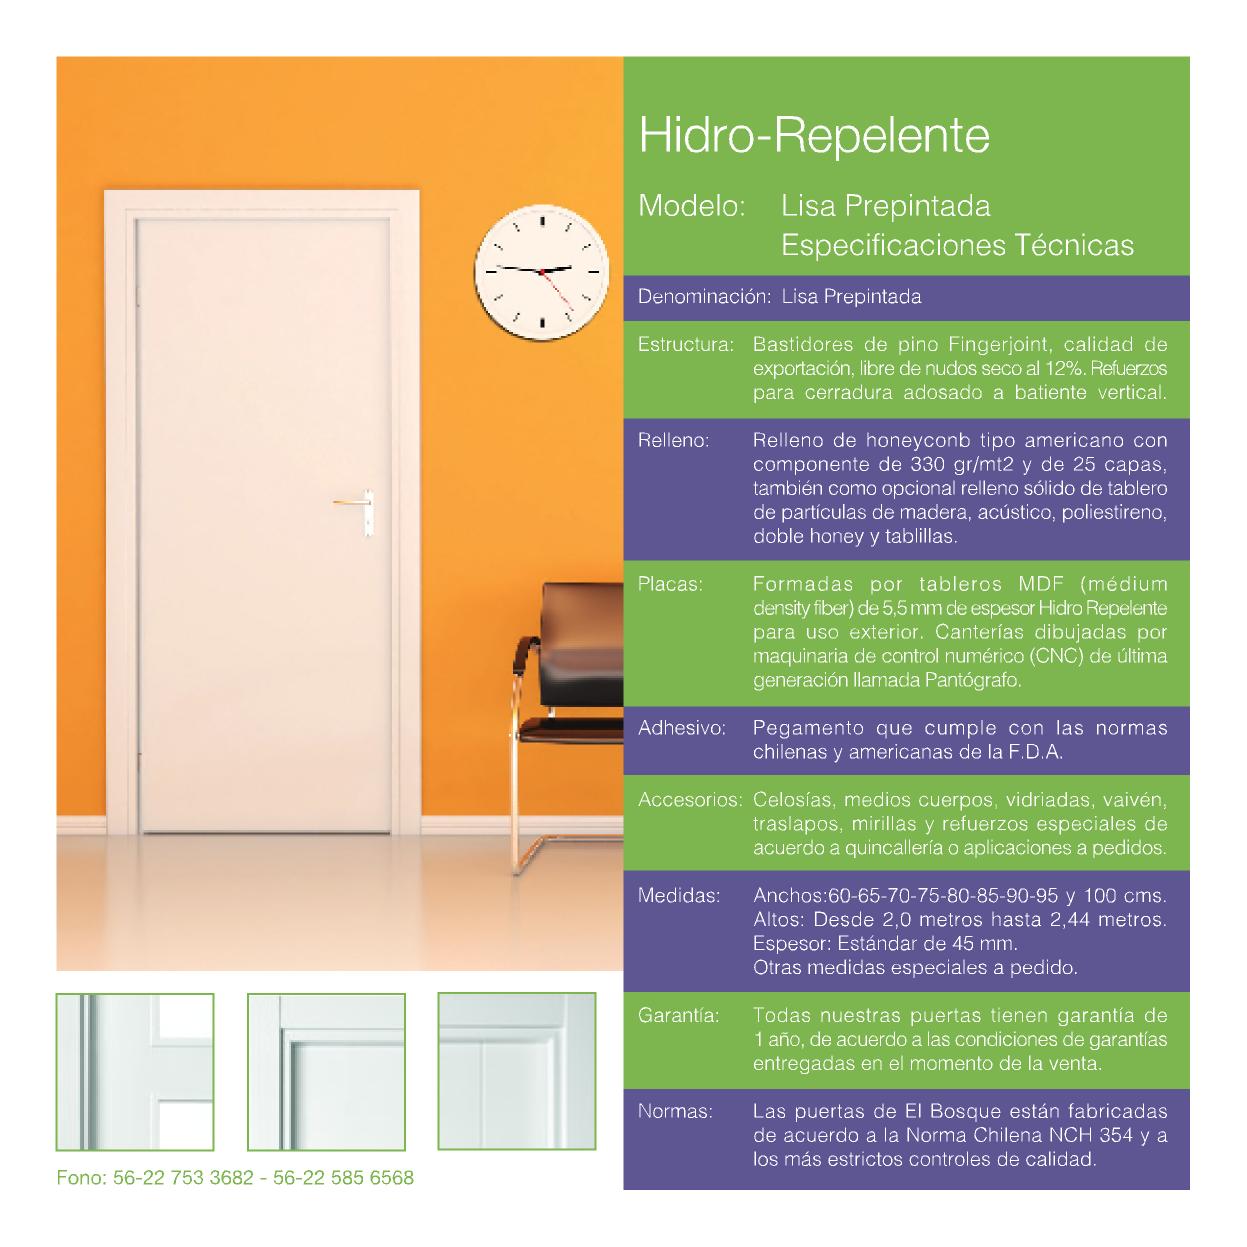 Hidro-Repelente
Modelo: Lisa Prepintada
Especificaciones Técnicas
Denominación: Lisa Prepintada
Estructura: Bastidores de pino Fingerjoint, calidad de
exportación, libre de nudos seco al 12%. Refuerzos
para cerradura adosado a batiente vertical.
Relleno: Relleno de honeyconb tipo americano con
componente de 330 gr/mt2 y de 25 capas,
también como opcional relleno sólido de tablero
de partículas de madera, acústico, poliestireno,
doble honey y tablillas.
Placas: Formadas por tableros MDF (médium
density fiber) de 5,5 mm de espesor Hidro Repelente
para uso exterior. Canterías dibujadas por
maquinaria de control numérico (CNC) de última
generación llamada Pantógrafo.
Adhesivo: Pegamento que cumple con las normas
chilenas y americanas de la F.D.A.
Accesorios: Celosías, medios cuerpos, vidriadas, vaivén,
traslapos, mirillas y refuerzos especiales de
acuerdo a quincallería o aplicaciones a pedidos.
Medidas: Anchos:60-65-70-75-80-85-90-95 y 100 cms.
Altos: Desde 2,0 metros hasta 2,44 metros.
Espesor: Estándar de 45 mm.
Otras medidas especiales a pedido.
Garantía: Todas nuestras puertas tienen garantía de
1 año, de acuerdo a las condiciones de garantías
entregadas en el momento de la venta.
Normas: Las puertas de El Bosque están fabricadas
de acuerdo a la Norma Chilena NCH 354 y a
los más estrictos controles de calidad.
Fono: 56-22 753 3682 - 56-22 585 6568